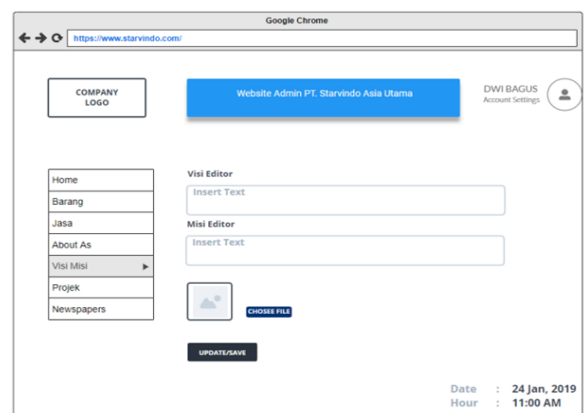 Google Chrome
https://www.starvindo.com/
COMPANY
LOGO
Website Admin PT. Starvindo Asia Utama
DWI BAGUS
Account Settings
Home
Barang
Jasa
About As
Visi Misi
Projek
Newspapers
Visi Editor
Insert Text
Misi Editor
Insert Text
CHOSEE FILE
UPDATE/SAVE
Date : 24 Jan, 2019
Hour : 11:00 AM